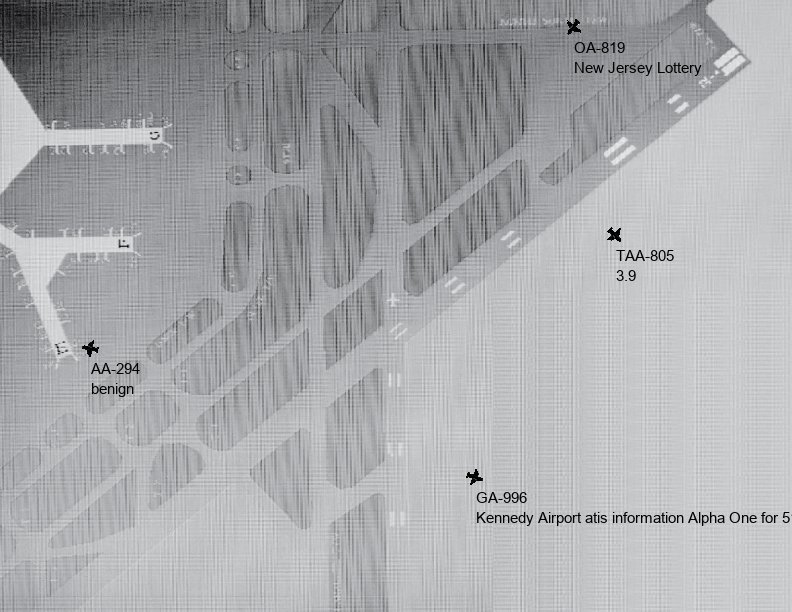 OA-819
New Jersey Lottery
G
F
TAA-805
3.9
AA-294
benign
GA-996
Kennedy Airport atis information Alpha One for 5